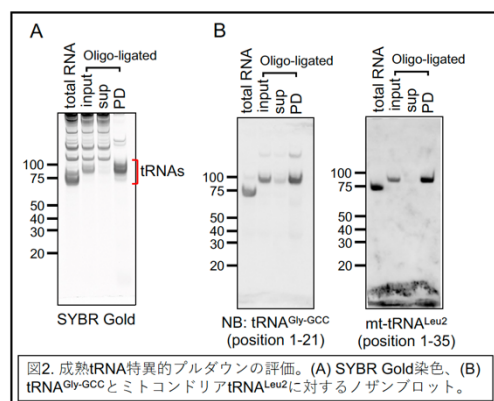 A
B
Oligo-ligated
Oligo-ligated
Oligo-ligated
total RNA
input
sup
PD
total RNA
input
sup
PD
total RNA
input
sup
PD
100
75
50
40
30
20
tRNAs
100
75
50
40
30
20
100
75
50
40
30
20
SYBR Gold
NB: tRNAGly-GCC
(position 1-21)
mt-tRNALeu2
(position 1-35)
図2. 成熟tRNA特異的プルダウンの評価。(A) SYBR Gold染色、(B)
tRNAGly-GCCとミトコンドリアtRNALeu2に対するノザンブロット。